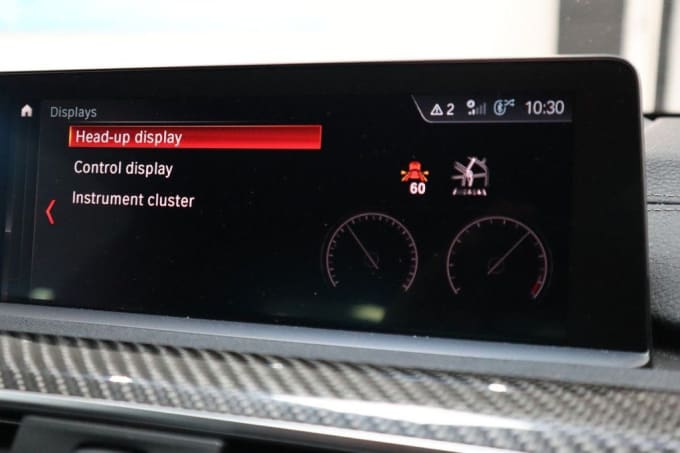 Displays
2
10:30
Head-up display
Control display
Instrument cluster
60